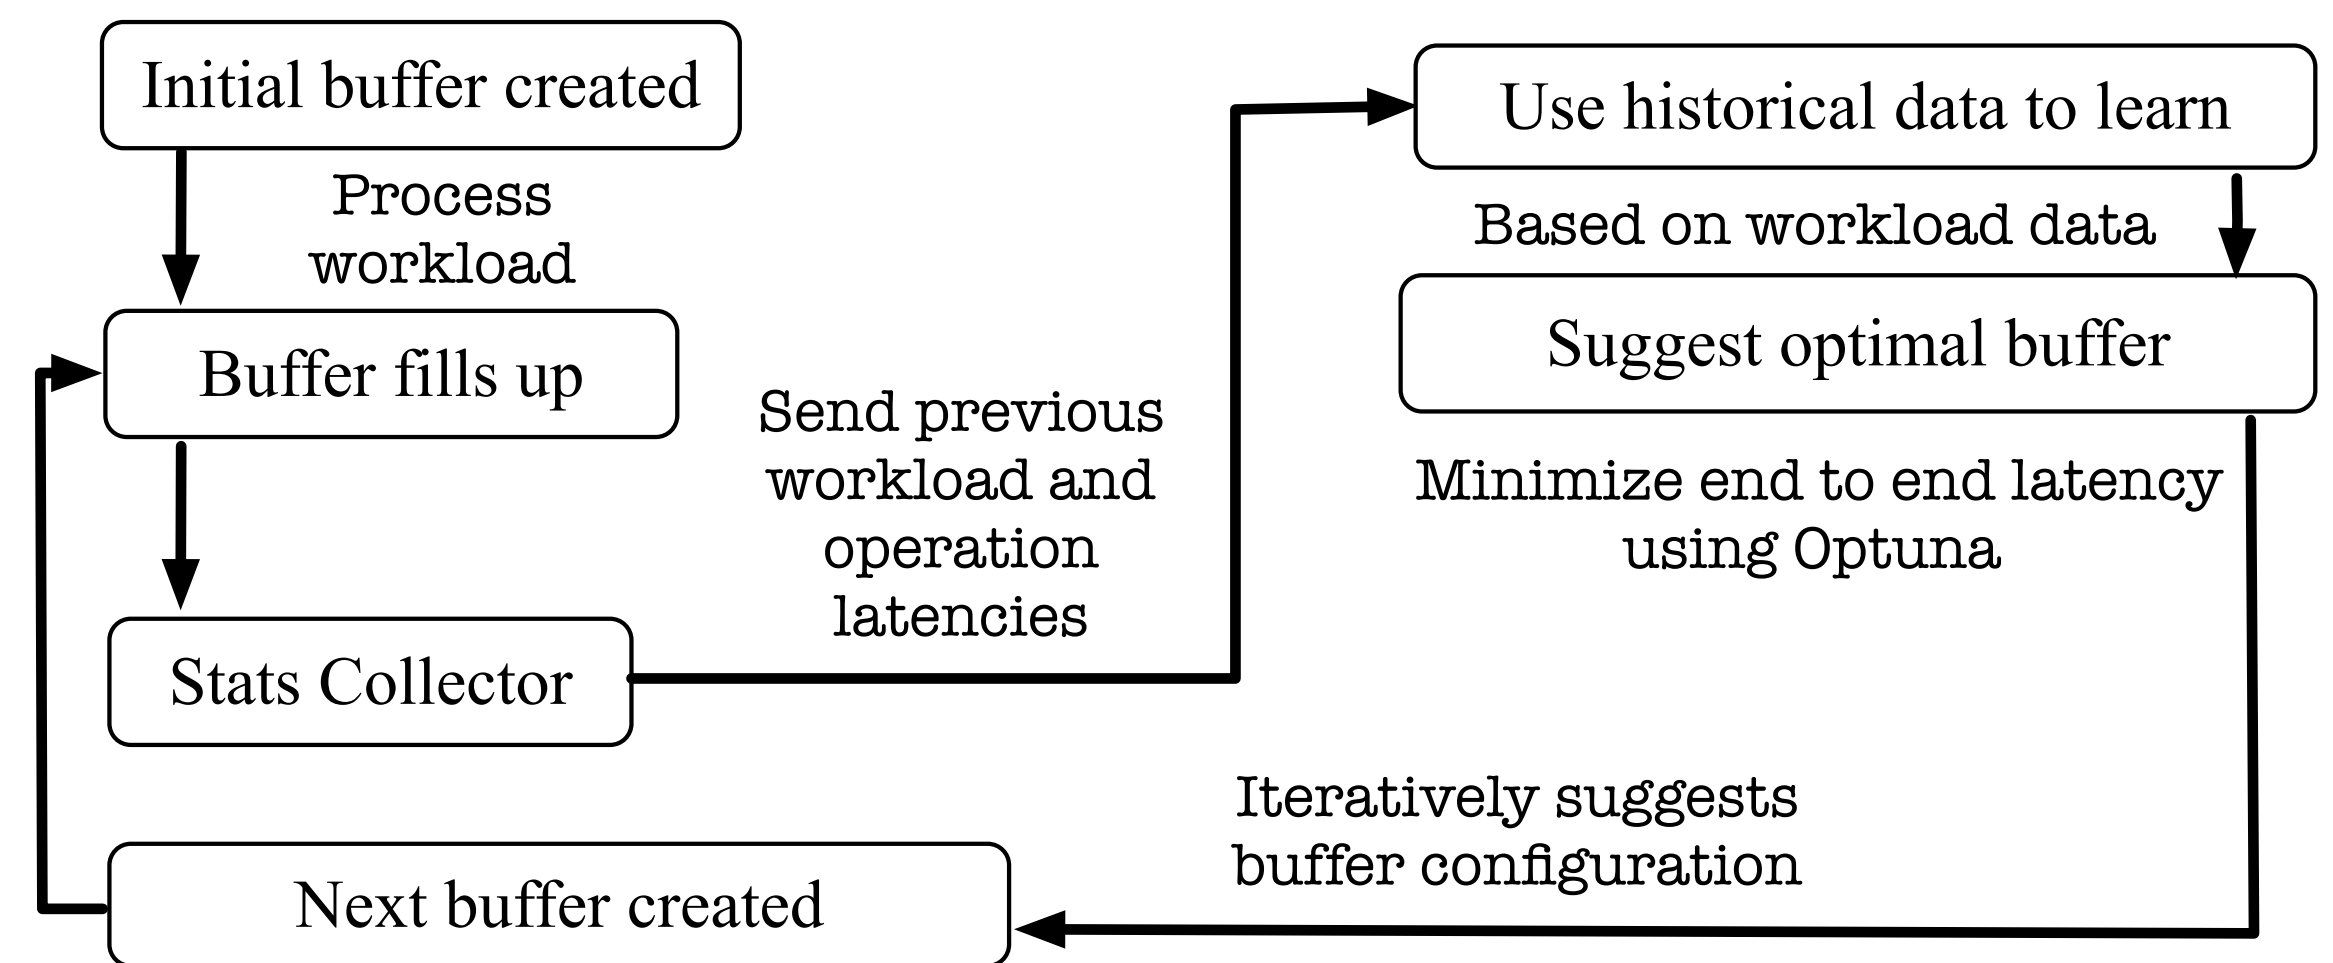 Initial buffer created
Process
workload
Buffer fills up
Stats Collector
Send previous
workload and
operation
latencies
Use historical data to learn
Based on workload data
Suggest optimal buffer
Minimize end to end latency
using Optuna
Iteratively suggests
buffer configuration
Next buffer created